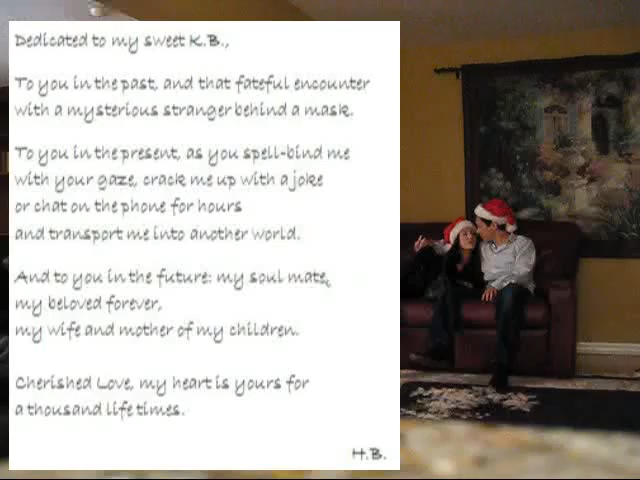 Dedicated to my sweet K.B.,
To you in the past, and that fateful encounter
with a mysterious stranger behind a mask.
To you in the present, as you spell-bind me
with your gaze, crack me up with a joke
or chat on the phone for hours
and transport me into another world.
And to you in the future: my soul mate,
my beloved forever,
my wife and mother of my children.
Cherished Love, my heart is yours for
a thousand life times.
H.B.